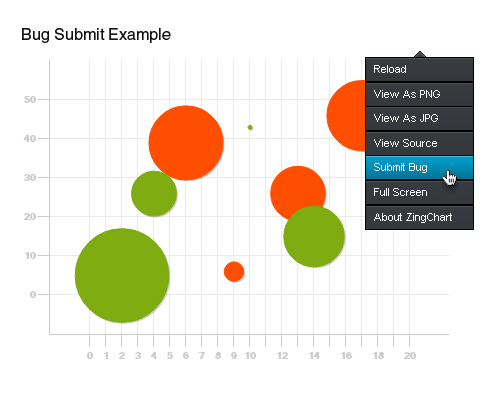 Bug Submit Example
Reload
View As PNG
View As JPG
View Source
Submit Bug
Full Screen
About ZingChart
50
40
30
20
10
0
0 1 2 3 4 5 6 7 8 9 10 12 14 16 18 20